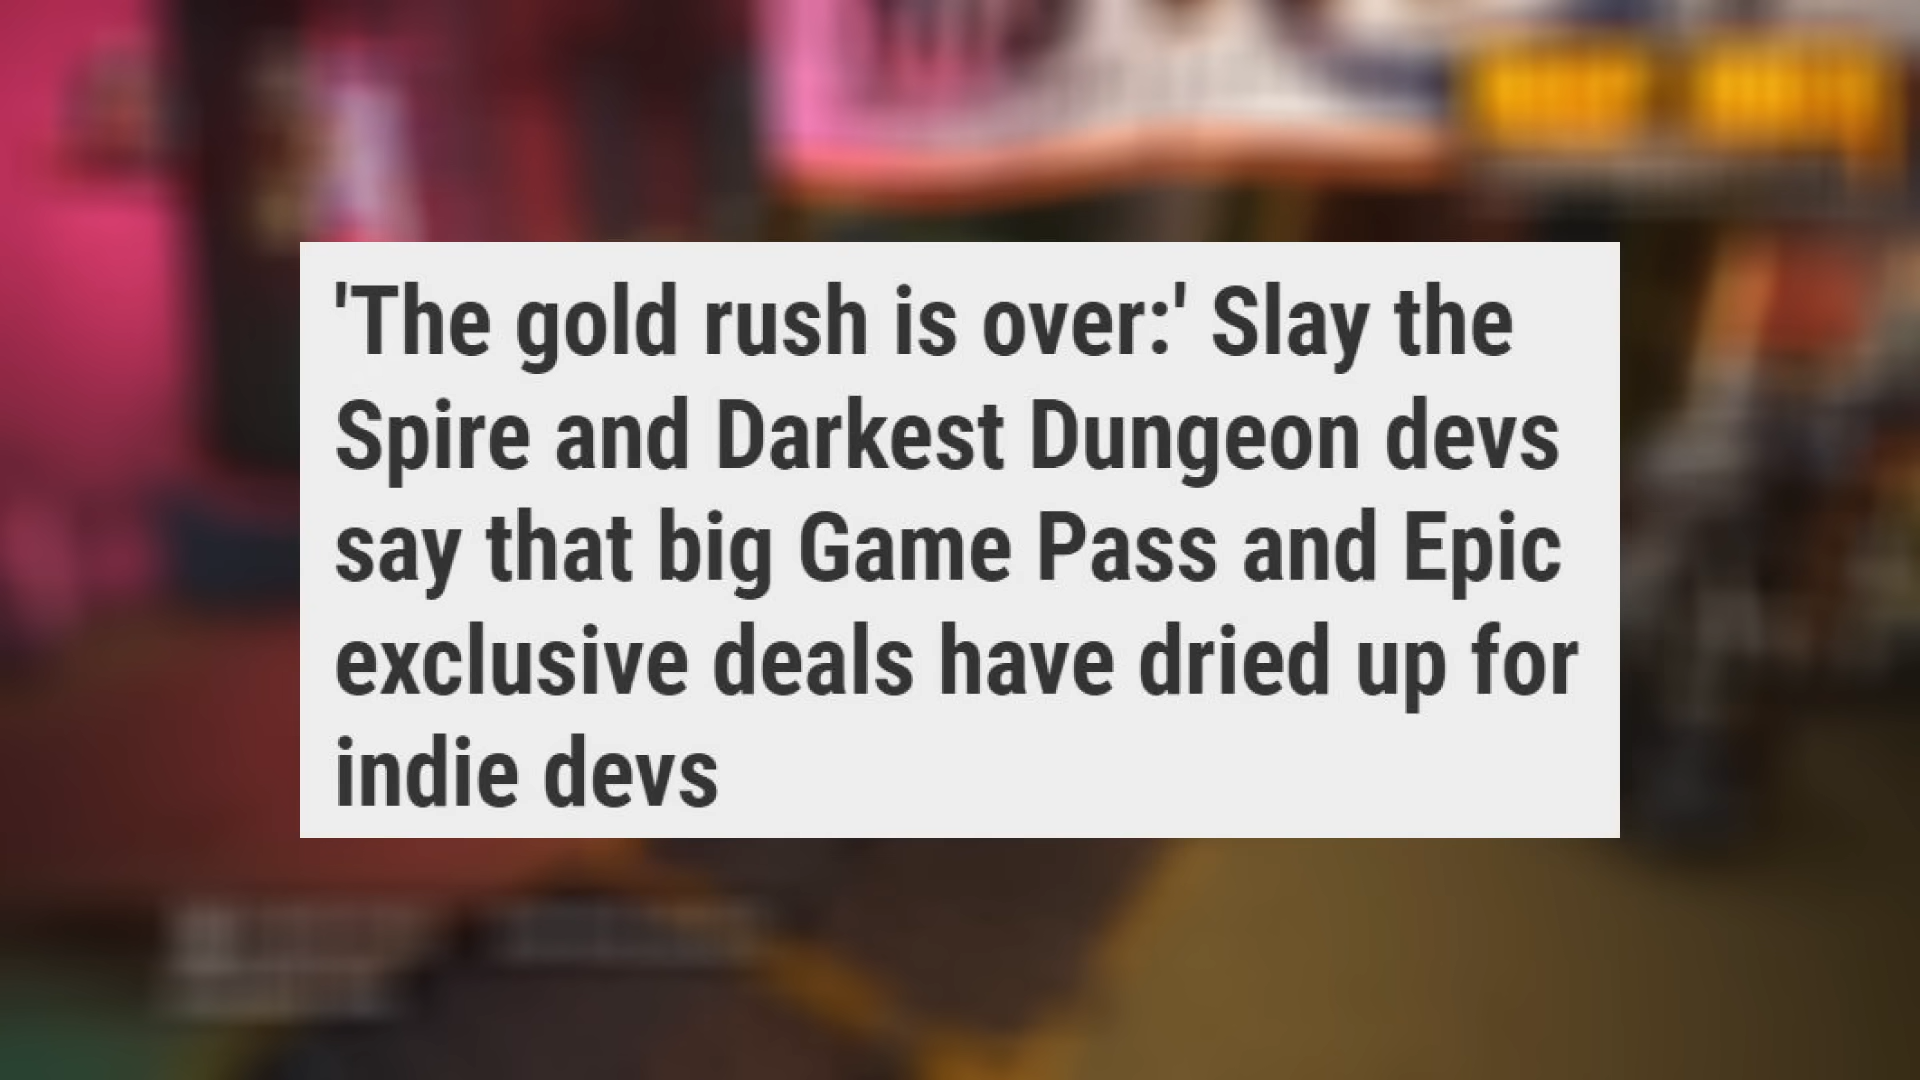 'The gold rush is over:' Slay the
Spire and Darkest Dungeon devs
say that big Game Pass and Epic
exclusive deals have dried up for
indie devs